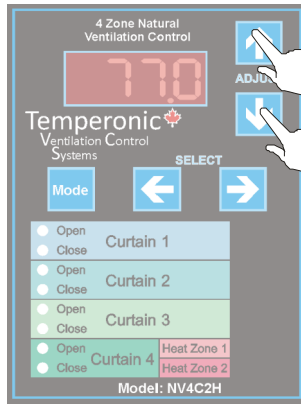 4 Zone Natural
Ventilation Control
77.0
ADJU
Temperonic
Ventilation Control
Systems
SELECT
Mode
Open
Close
Curtain 1
Open
Close
Curtain 2
Open
Close
Curtain 3
Open
Close
Curtain 4
Heat Zone 1
Heat Zone 2
Model: NV4C2H